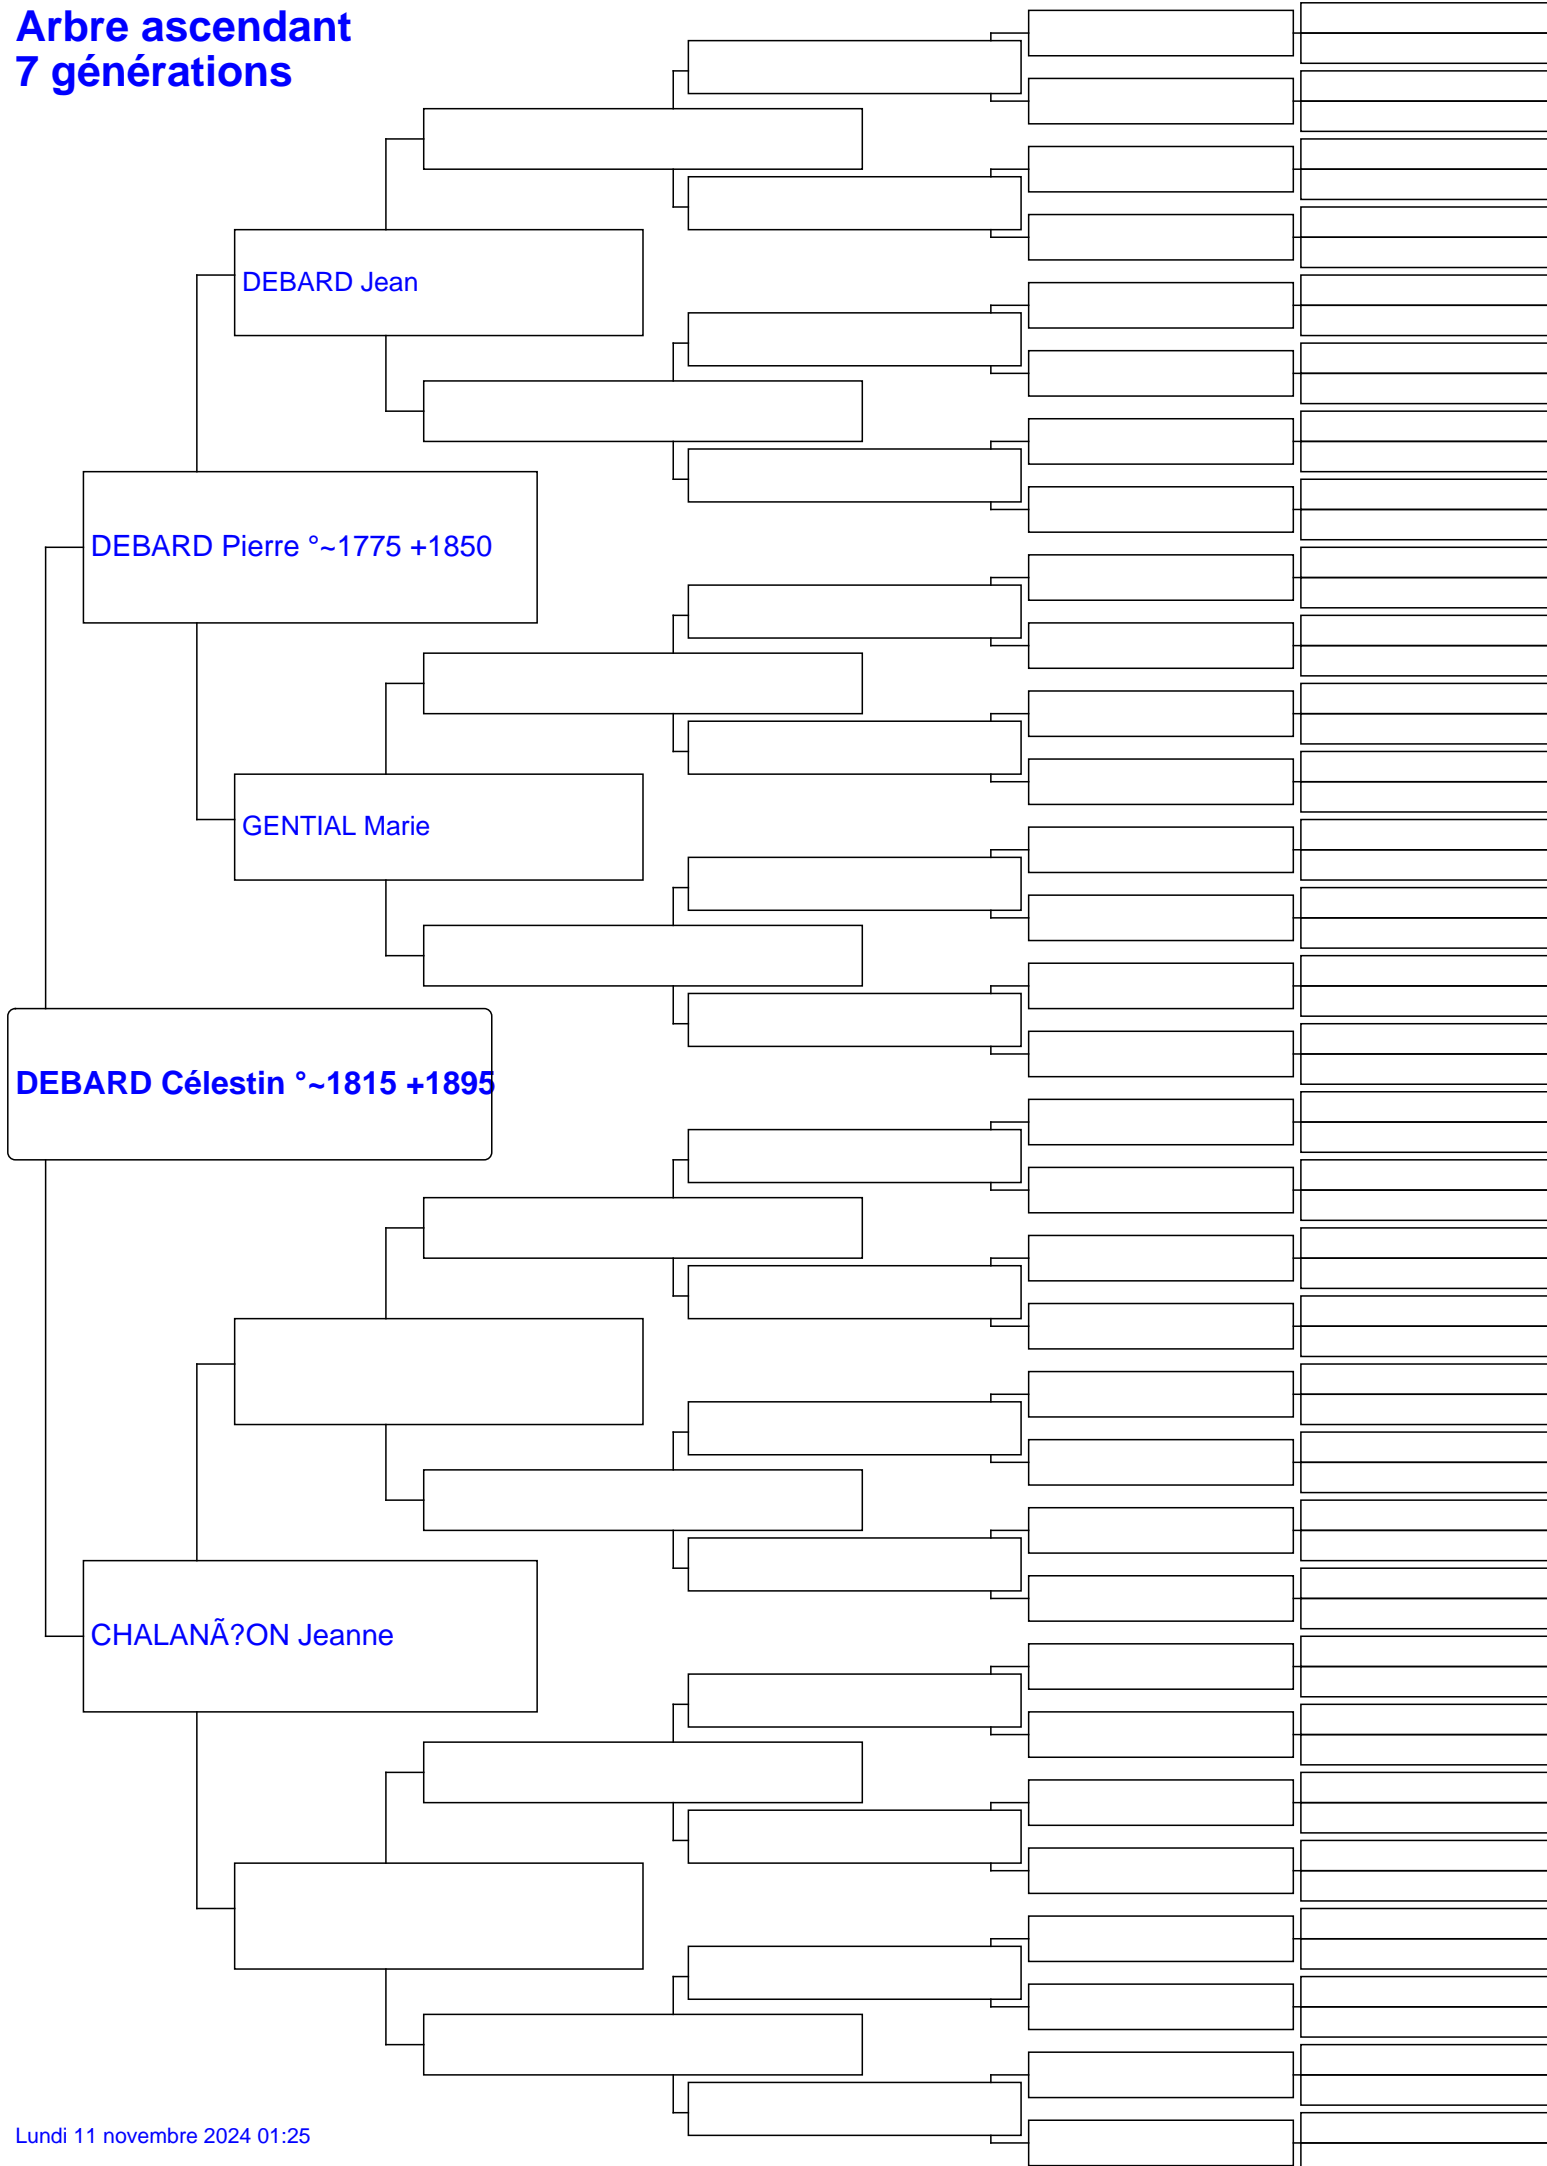 Arbre ascendant
7 générations
DEBARD Jean
DEBARD Pierre °~1775 +1850
GENTIAL Marie
DEBARD Célestin °~1815 +1895
CHALANÃ?ON Jeanne
Lundi 11 novembre 2024 01:25